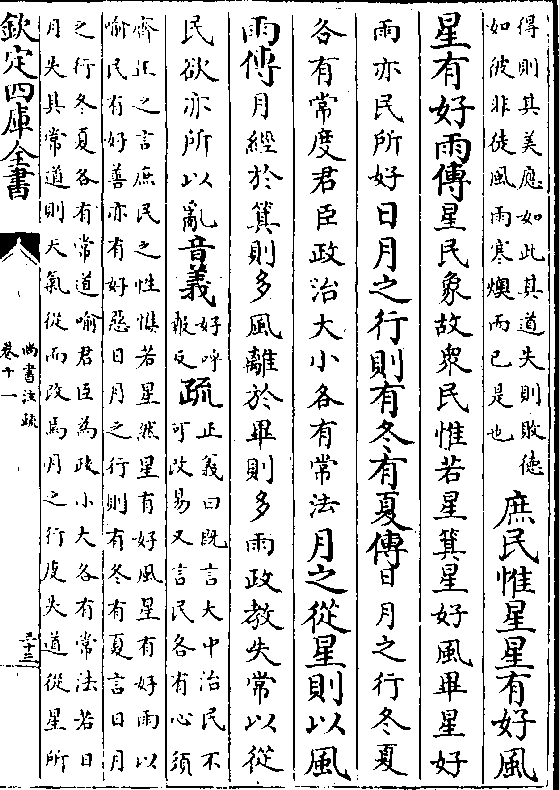 得則其美應如此其道失則敗德
如彼非徒風雨寒燠而已是也
庶民惟星星有好風
星有好雨傳星民象故衆民惟若星箕星好風畢星好
雨亦民所好日月之行則有冬有夏傳日月之行冬夏
各有常度君臣政治大小各有常法月之從星則以風
雨傳月經於箕則多風離於畢則多雨政教失常以從
民欲亦所以亂音義
好呼
報反
疏
正義曰既言大中治民不
可改易又言民各有心須
齊正之言庶民之性惟若星然星有好風星有好雨以
喻民有好善亦有好惡日月之行則有冬有夏言日月
之行冬夏各有常道喻君臣為政小大各有常法若日
月失其常道則天氣從而改焉月之行度失道從星所
欽定四庫全書
尚書注疏
卷十一
三十三